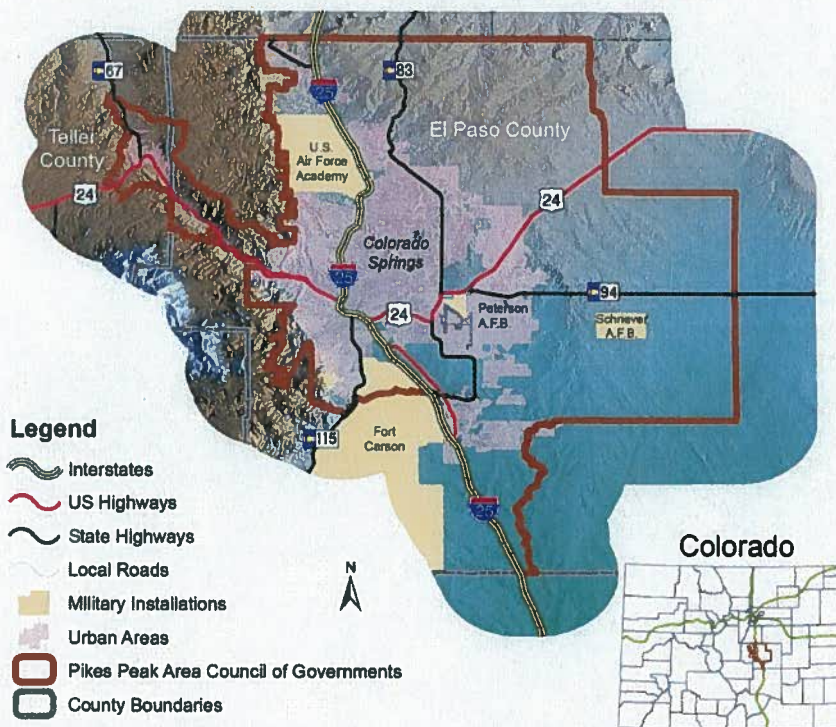 67
25
83
Teller
County
El Paso County
U.S.
Air Force
Academy
24
24
Colorado
Springs
25
94
24
Peterson
A.F.B.
Schriever
A.F.B.
115
Fort
Carson
25
Legend
Interstates
US Highways
State Highways
Local Roads
Military Installations
Urban Areas
Pikes Peak Area Council of Governments
County Boundaries
N
Colorado